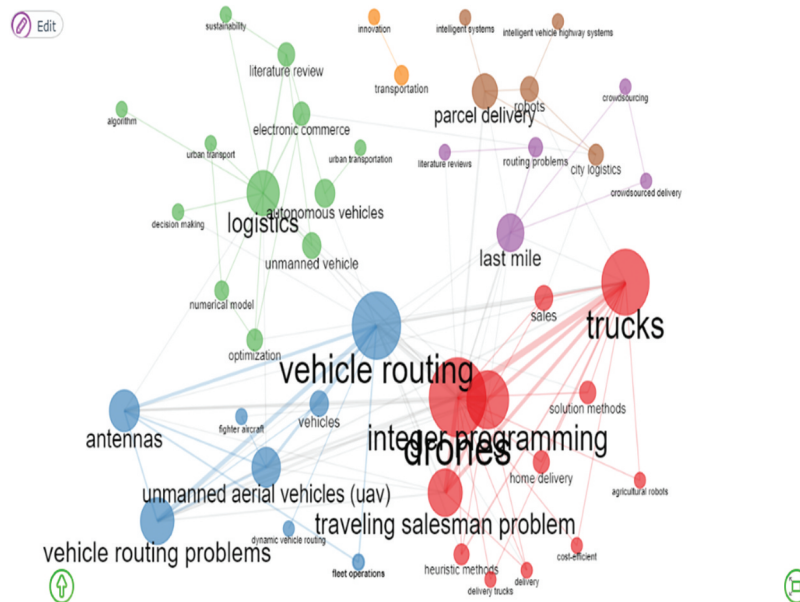 Edit
sustainability
innovation
intelligent systems
intelligent vehicle highway systems
literature review
transportation
crowdsourcing
algorithm
electronic commerce
parcel delivery
robots
urban transport
urban transportation
literature reviews
routing problems
city logistics
crowdsourced delivery
decision making
logistics
autonomous vehicles
unmanned vehicle
last mile
numerical model
sales
trucks
optimization
vehicle routing
antennas
fighter aircraft
vehicles
integer programming
drones
solution methods
home delivery
agricultural robots
unmanned aerial vehicles (uav)
traveling salesman problem
vehicle routing problems
dynamic vehicle routing
fleet operations
heuristic methods
cost-efficient
delivery
delivery trucks